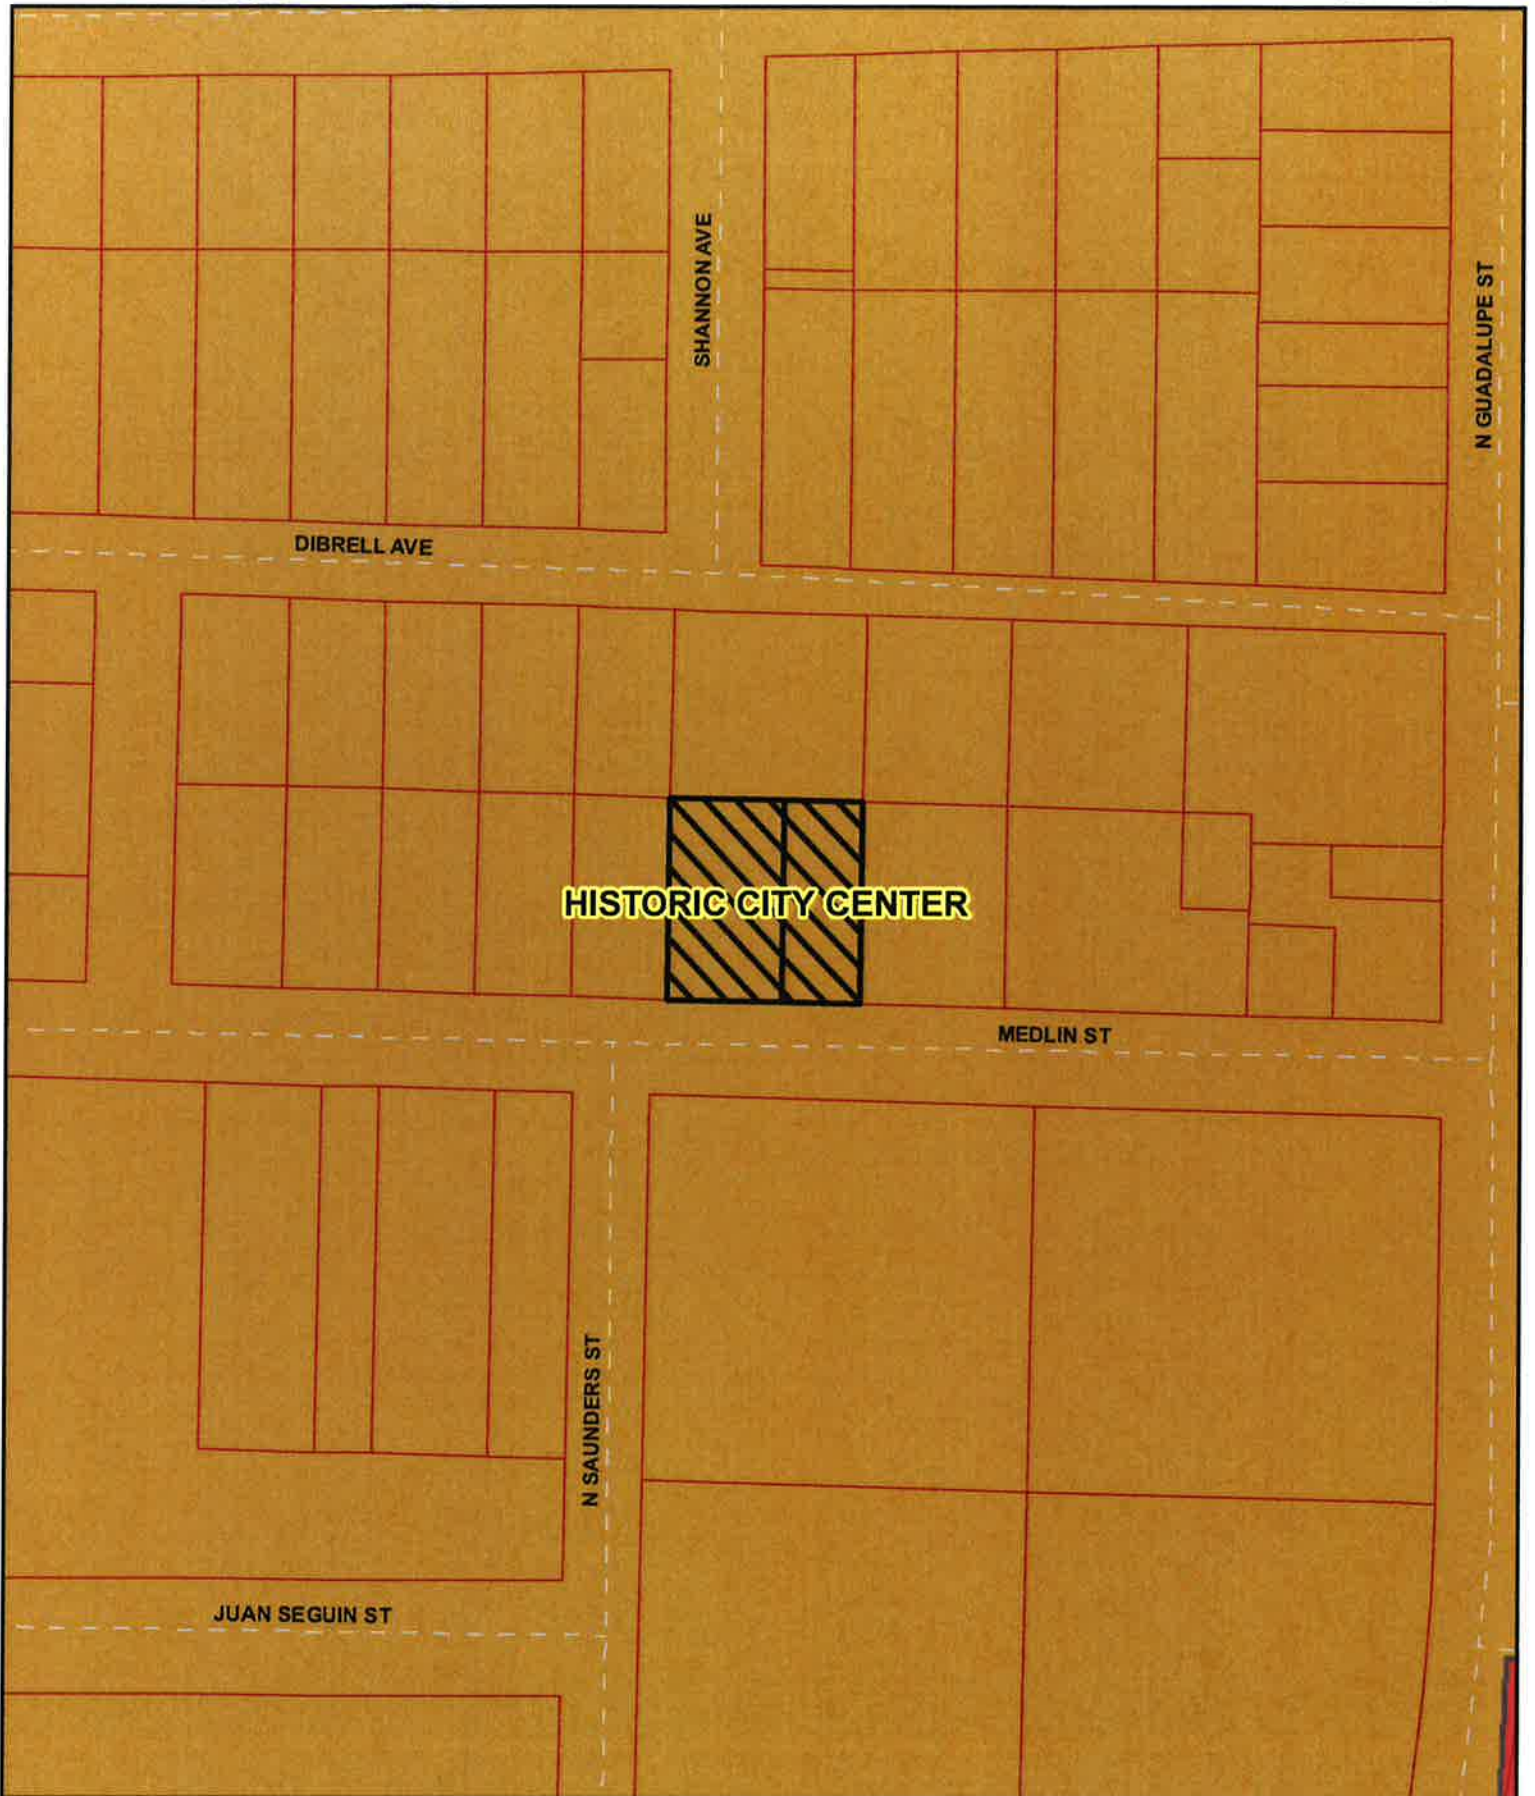 SHANNON AVE
N GUADALUPE ST
DIBRELL AVE
HISTORIC CITY CENTER
MEDLIN ST
N SAUNDERS ST
JUAN SEGUIN ST